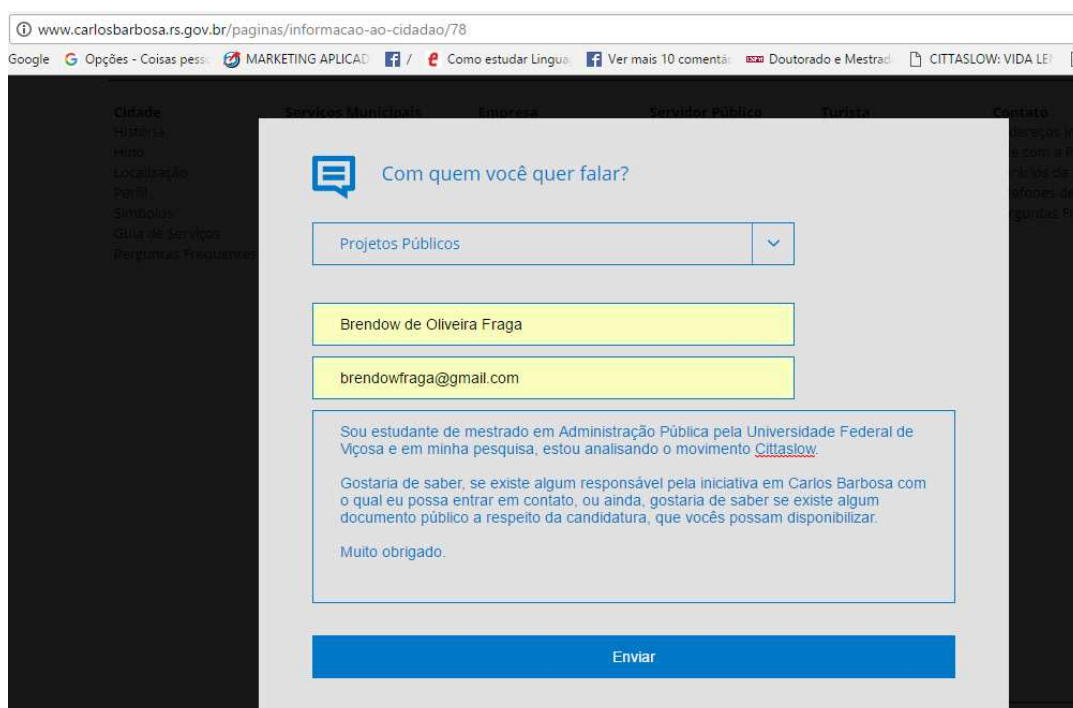 www.carlosbarbosa.rs.gov.br/paginas/informacao-ao-cidadao/78
Google Opções - Coisas pess MARKETING APLICAD / Como estudar Lingua Ver mais 10 comentá Doutorado e Mestrad CITTASLOW: VIDA LE
Cidade Serviços Municipais Empresa Servidor Público Turista Contato
História
Hino
Localização
Perfil
Símbolos
Guia de Serviços
Perguntas Frequentes
Com quem você quer falar?
Projetos Públicos
Brendow de Oliveira Fraga
brendowfraga@gmail.com
Sou estudante de mestrado em Administração Pública pela Universidade Federal de
Viçosa e em minha pesquisa, estou analisando o movimento Cittaslow.
Gostaria de saber, se existe algum responsável pela iniciativa em Carlos Barbosa com
o qual eu possa entrar em contato, ou ainda, gostaria de saber se existe algum
documento público a respeito da candidatura, que vocês possam disponibilizar.
Muito obrigado.
Enviar